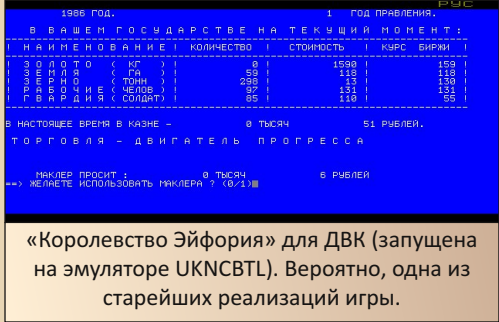 РУС
1986 ГОД. 1 ГОД ПРАВЛЕНИЯ.
В ВАШЕМ ГОСУДАРСТВЕ НА ТЕКУЩИЙ МОМЕНТ:
! НАИМЕНОВАНИЕ ! КОЛИЧЕСТВО ! СТОИМОСТЬ ! КУРС БИРЖИ !
! ЗОЛОТО ( КГ ) ! 0! 1590 ! 159 !
! ЗЕМЛЯ ( ГА ) ! 59 ! 118 ! 118 !
! ЗЕРНО ( ТОНН ) ! 298 ! 13 ! 130 !
! РАБОЧИЕ ( ЧЕЛОВ ) ! 97 ! 131 ! 131 !
! ГВАРДИЯ ( СОЛДАТ) ! 85 ! 110 ! 55 !
В НАСТОЯЩЕЕ ВРЕМЯ В КАЗНЕ – 0 ТЫСЯЧ 51 РУБЛЕЙ.
ТОРГОВЛЯ – ДВИГАТЕЛЬ ПРОГРЕССА
МАКЛЕР ПРОСИТ : 0 ТЫСЯЧ 6 РУБЛЕЙ
==> ЖЕЛАЕТЕ ИСПОЛЬЗОВАТЬ МАКЛЕРА ? (0/1)
«Королевство Эйфория» для ДВК (запущена
на эмуляторе UKNCBTL). Вероятно, одна из
старейших реализаций игры.